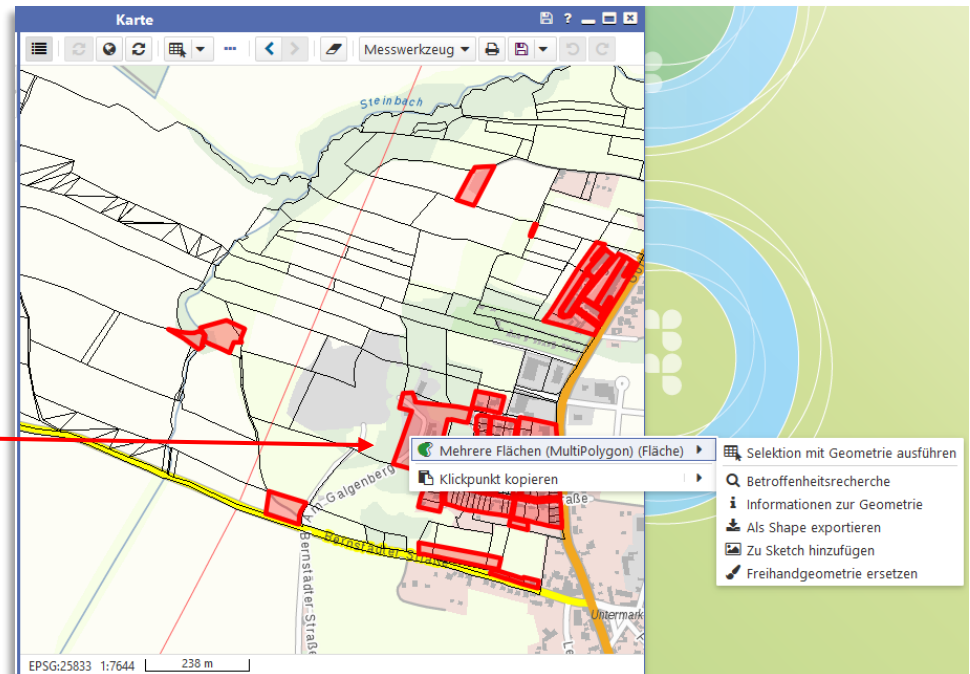 Karte
?
Messwerkzeug
Steinbach
Mehrere Flächen (MultiPolygon) (Fläche)
Klickpunkt kopieren
Selektion mit Geometrie ausführen
Betroffenheitsrecherche
Informationen zur Geometrie
Als Shape exportieren
Zu Sketch hinzufügen
Freihandgeometrie ersetzen
Am-Galgenberg
aße
Bernstädter Straße
Bernstädter Straße
Untermark
EPSG:25833 1:7644 238 m